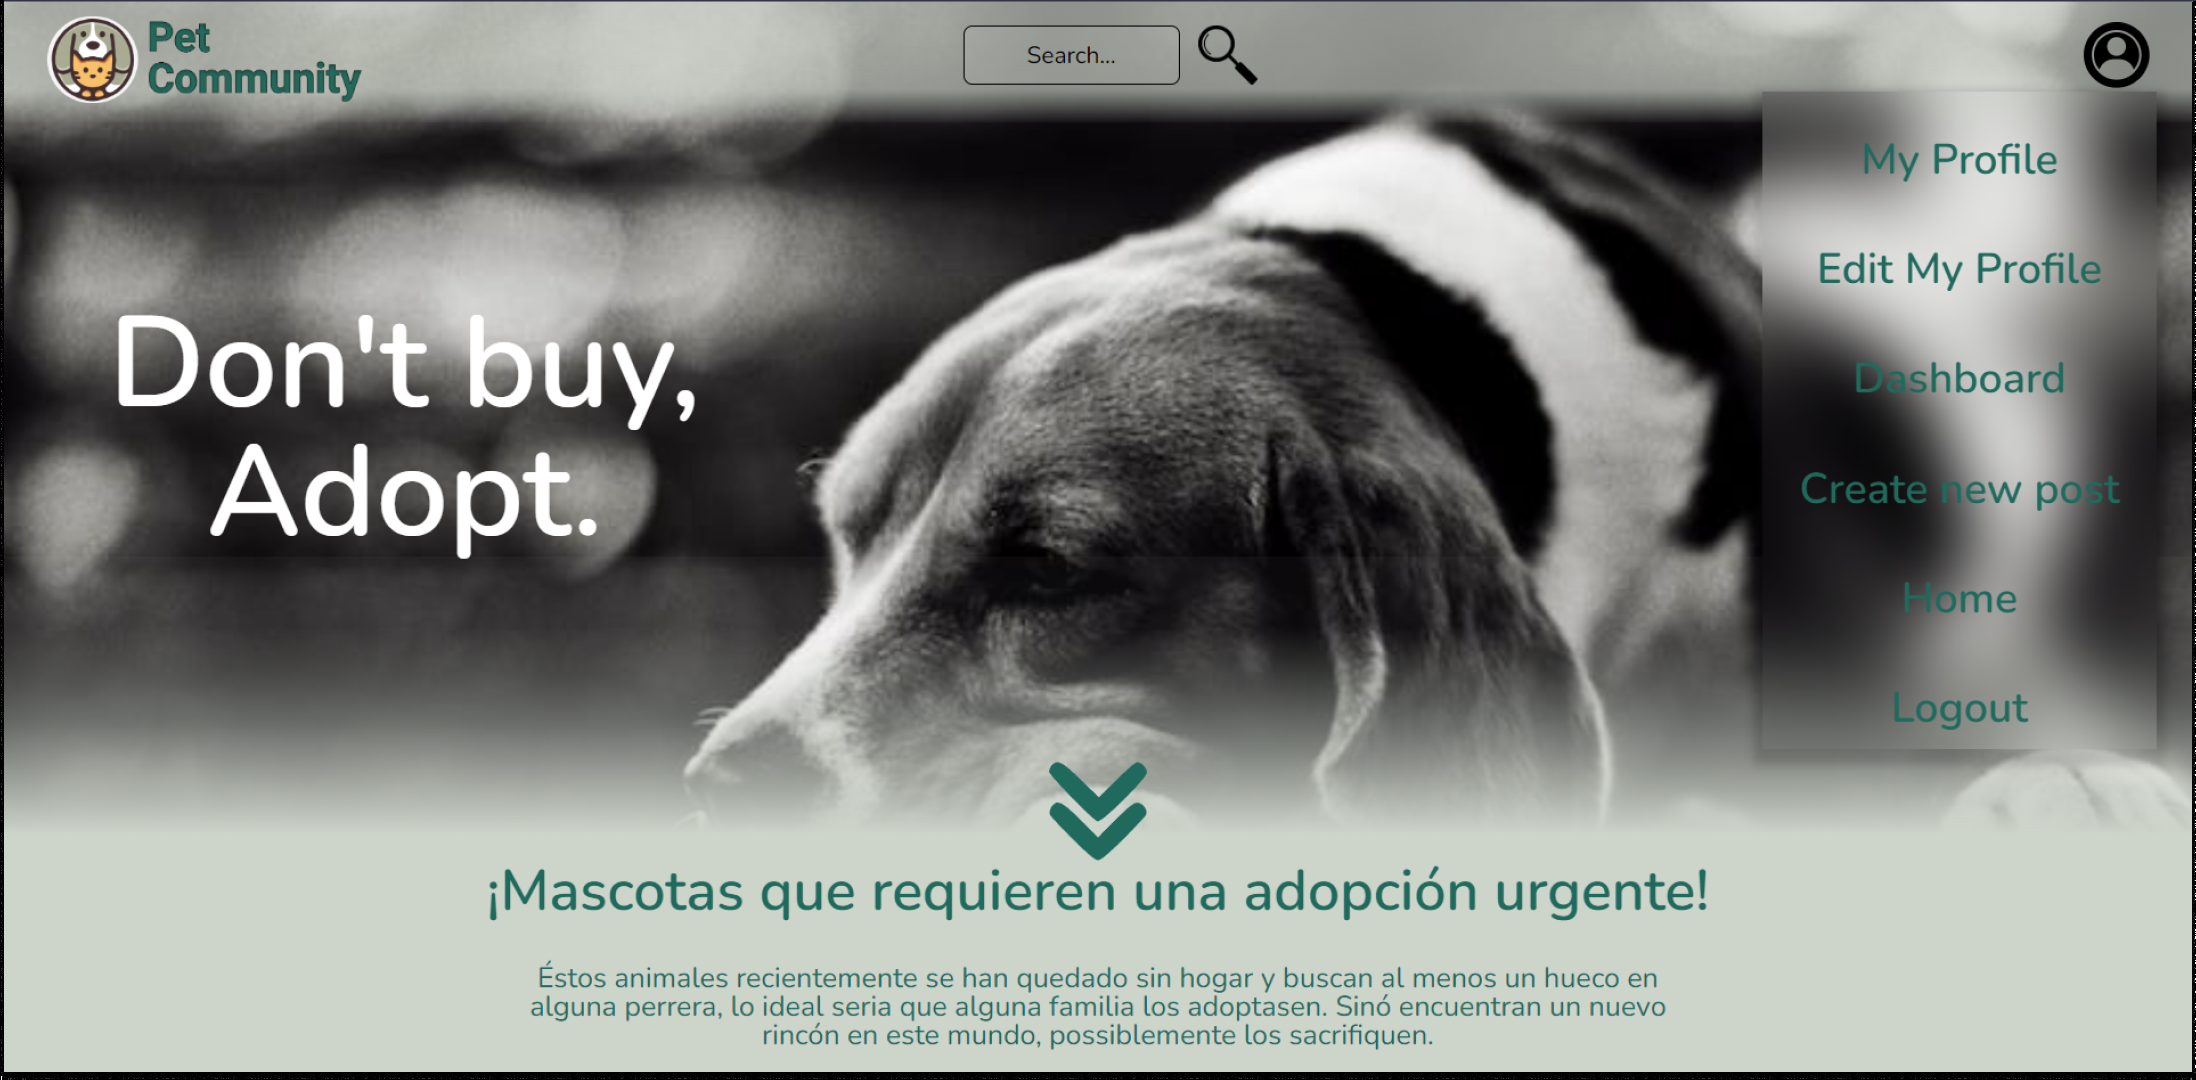 Pet
Community
Search...
My Profile
Edit My Profile
Dashboard
Create new post
Home
Logout
Don't buy,
Adopt.
¡Mascotas que requieren una adopción urgente!
Éstos animales recientemente se han quedado sin hogar y buscan al menos un hueco en
alguna perrera, lo ideal seria que alguna familia los adoptasen. Sinó encuentran un nuevo
rincón en este mundo, possiblemente los sacrifiquen.